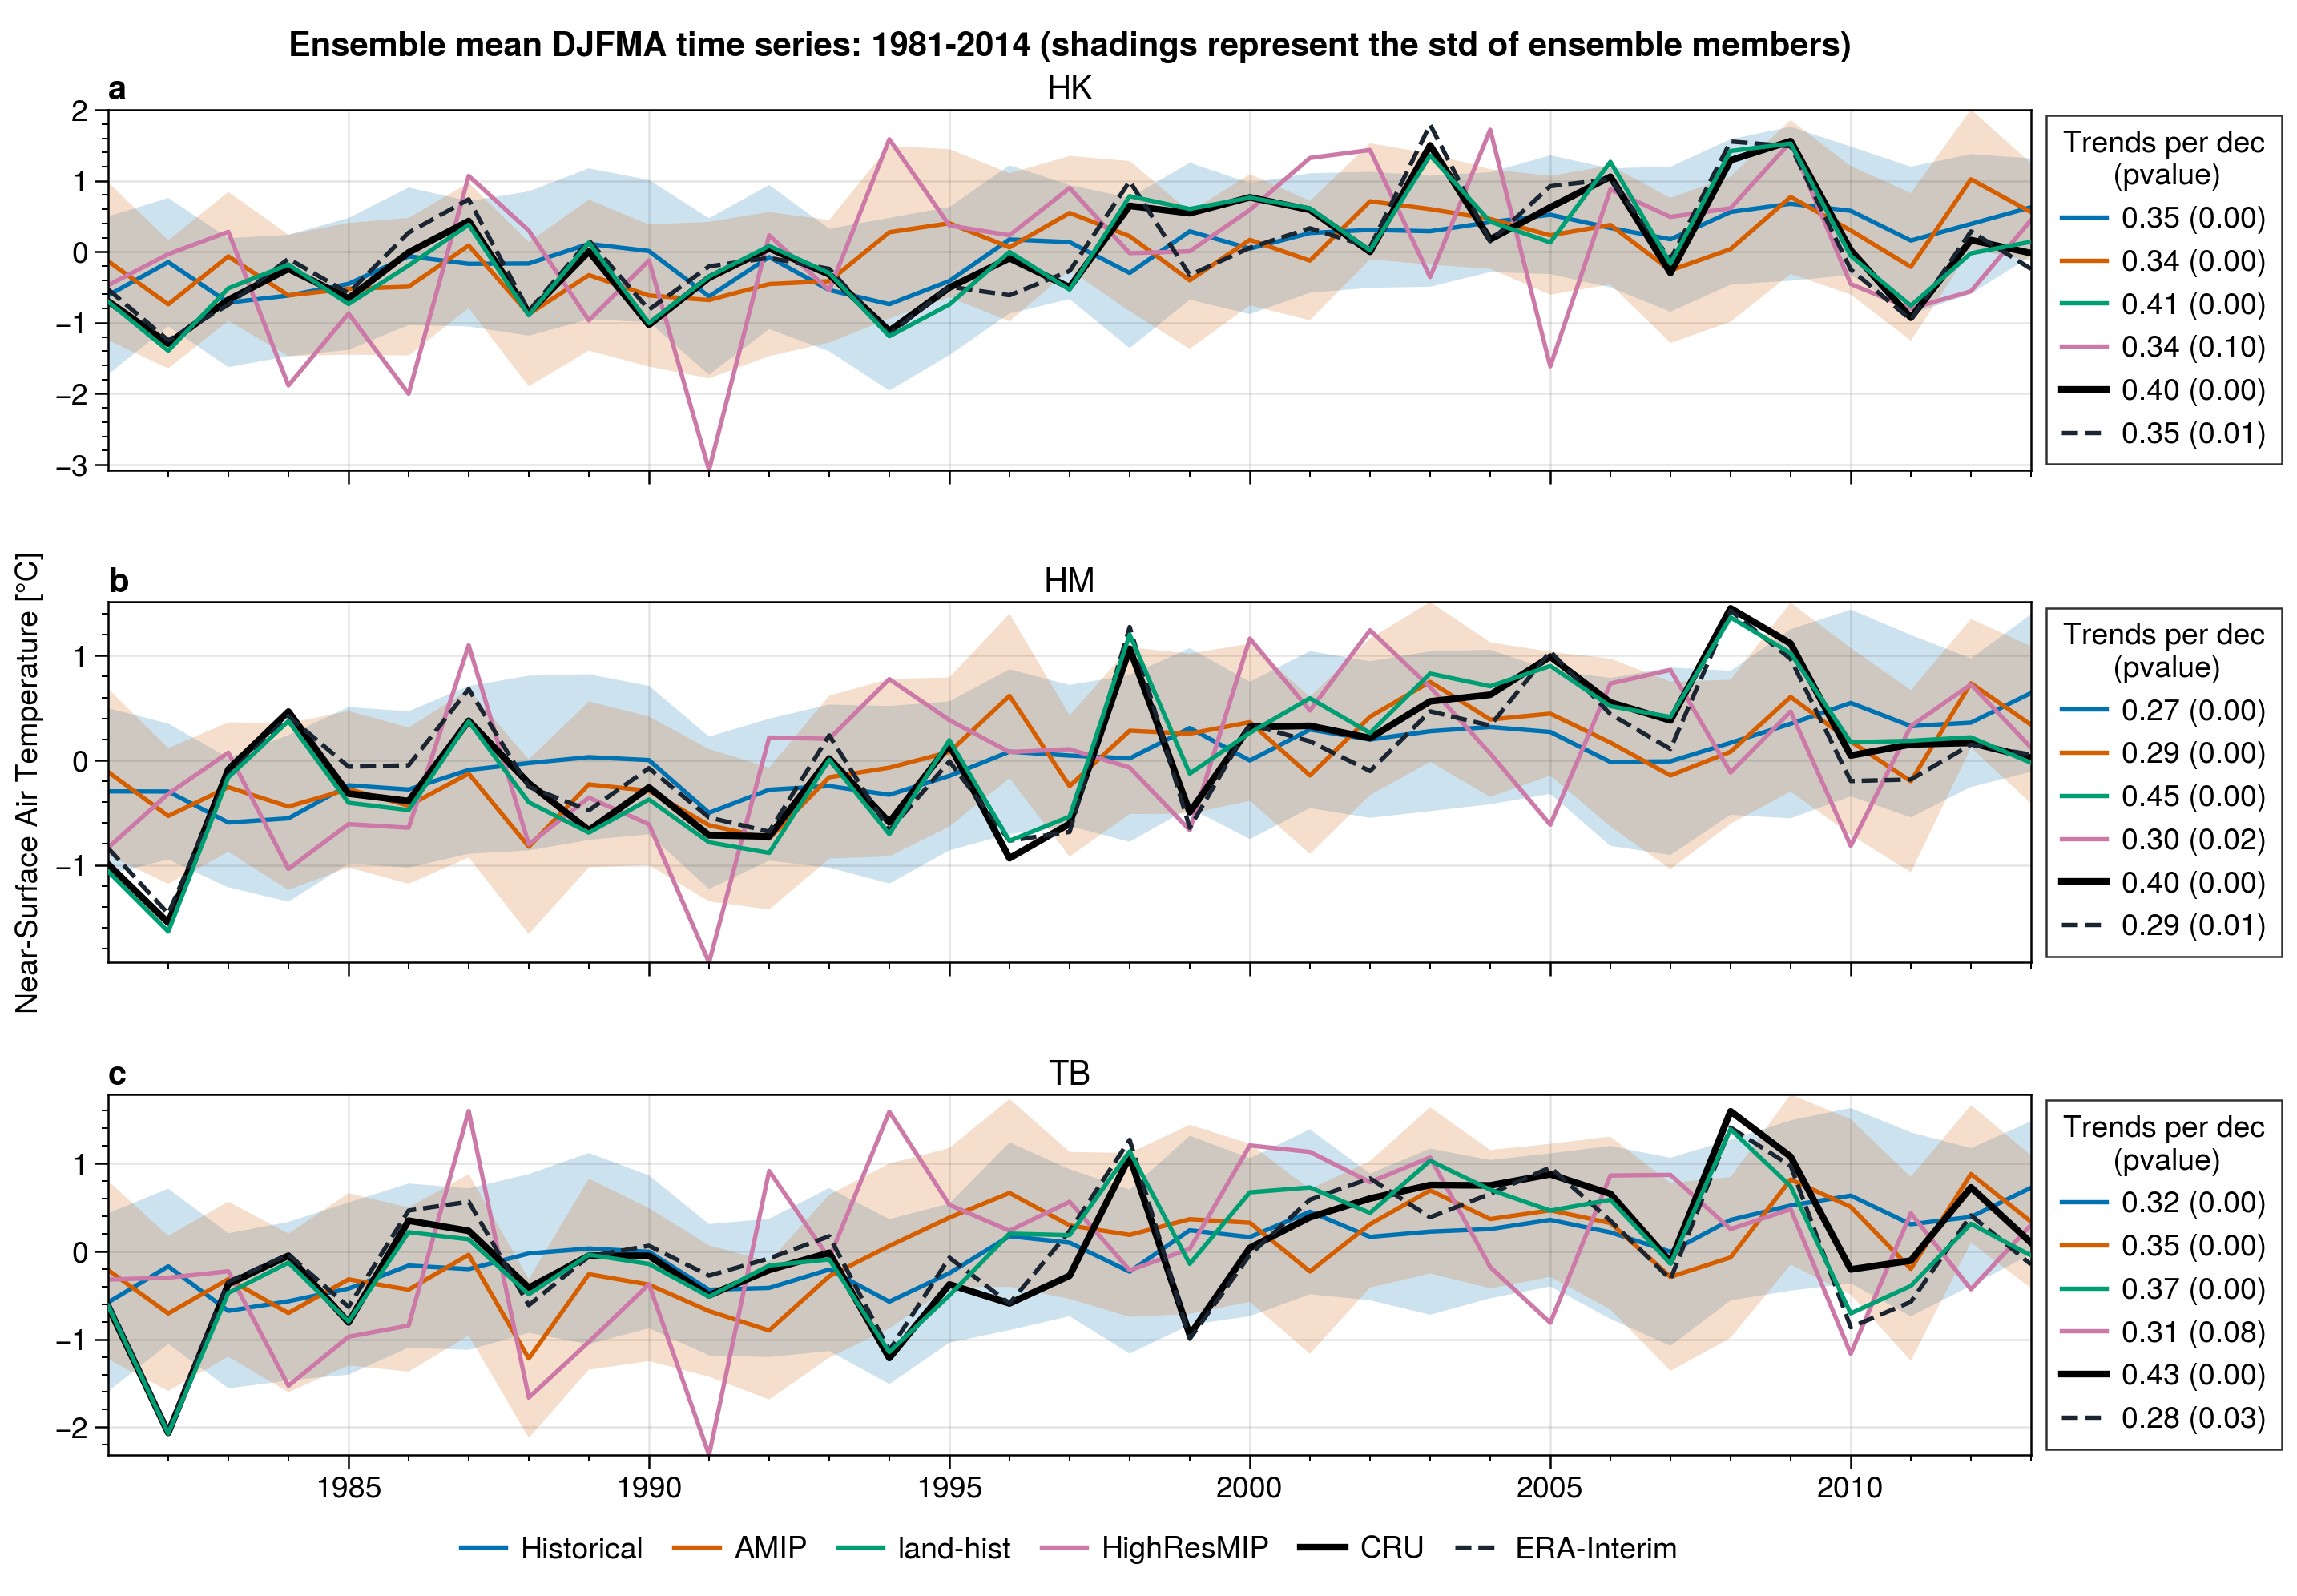 Ensemble mean DJFMA time series: 1981-2014 (shadings represent the std of ensemble members)
a
HK
2
1
0
−1
−2
−3
Trends per dec
(pvalue)
0.35 (0.00)
0.34 (0.00)
0.41 (0.00)
0.34 (0.10)
0.40 (0.00)
0.35 (0.01)
Near-Surface Air Temperature [°C]
b
HM
1
0
−1
Trends per dec
(pvalue)
0.27 (0.00)
0.29 (0.00)
0.45 (0.00)
0.30 (0.02)
0.40 (0.00)
0.29 (0.01)
c
TB
1
0
−1
−2
Trends per dec
(pvalue)
0.32 (0.00)
0.35 (0.00)
0.37 (0.00)
0.31 (0.08)
0.43 (0.00)
0.28 (0.03)
1985 1990 1995 2000 2005 2010
Historical AMIP land-hist HighResMIP CRU ERA-Interim